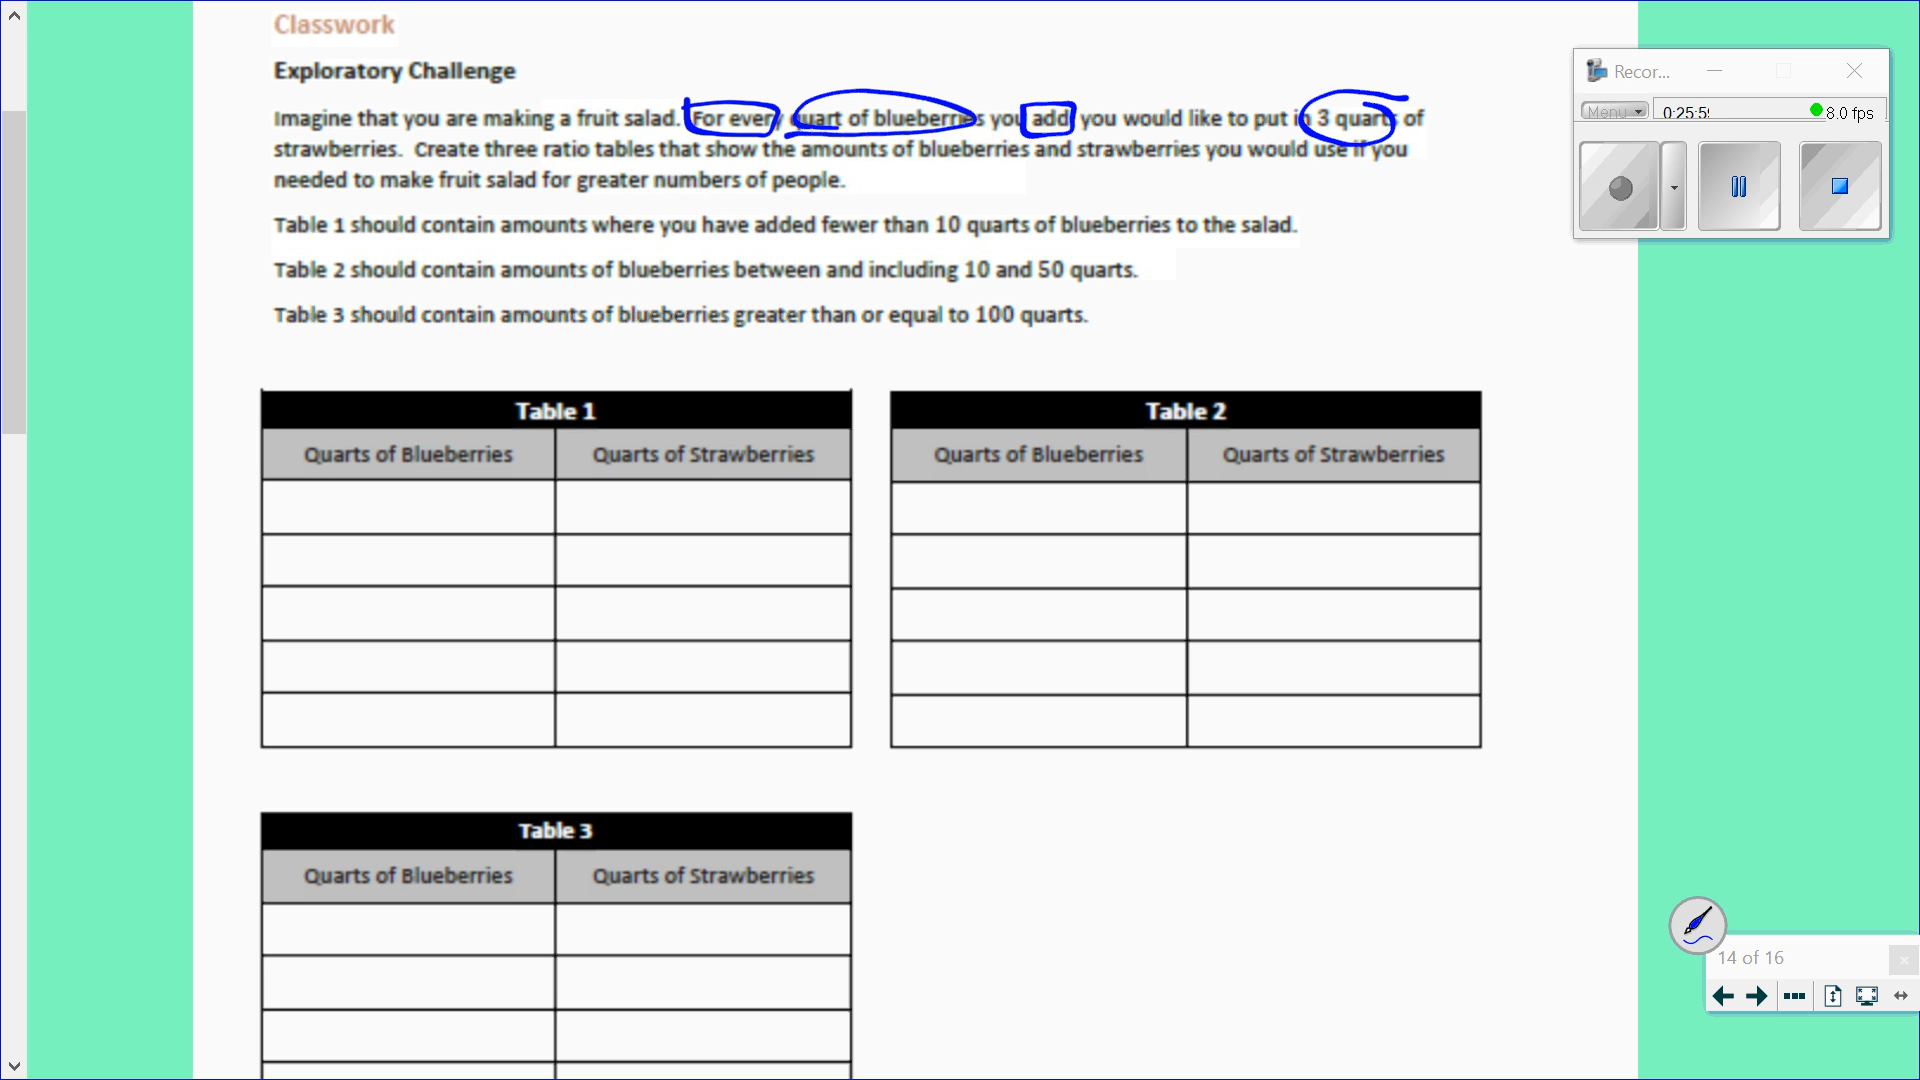 Classwork
Exploratory Challenge
Imagine that you are making a fruit salad. For every quart of blueberries you add, you would like to put in 3 quarts of
strawberries. Create three ratio tables that show the amounts of blueberries and strawberries you would use if you
needed to make fruit salad for greater numbers of people.
Table 1 should contain amounts where you have added fewer than 10 quarts of blueberries to the salad.
Table 2 should contain amounts of blueberries between and including 10 and 50 quarts.
Table 3 should contain amounts of blueberries greater than or equal to 100 quarts.
Table 1
Quarts of Blueberries Quarts of Strawberries
Table 2
Quarts of Blueberries Quarts of Strawberries
Table 3
Quarts of Blueberries Quarts of Strawberries
Recor...
Menu 8.0 fps
14 of 16